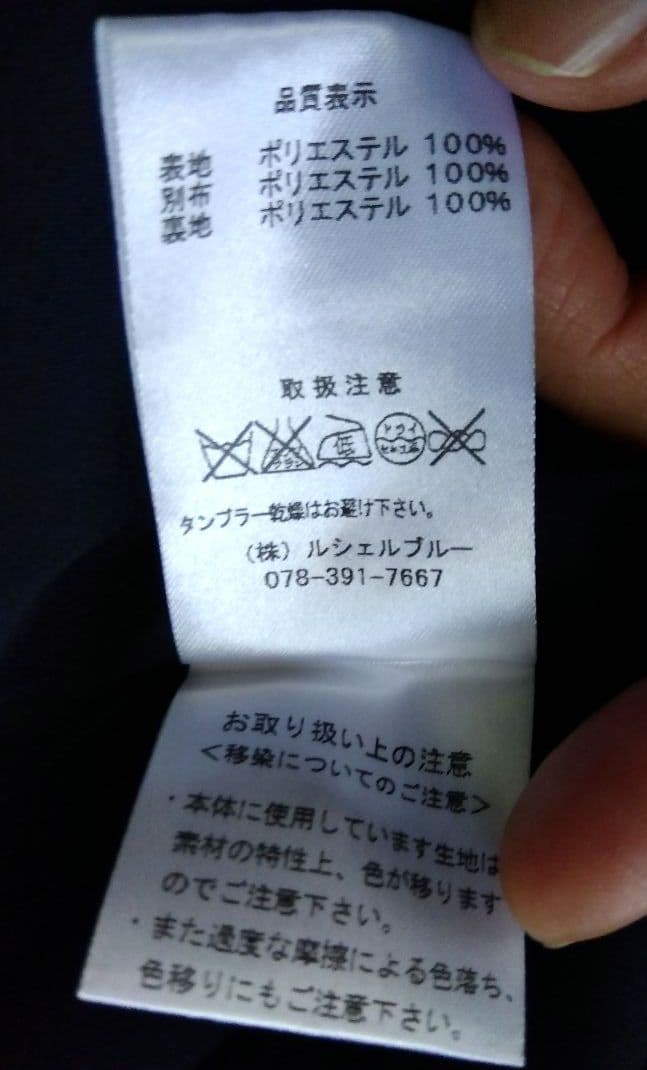 品質表示
表地 ポリエステル 100%
別布 ポリエステル 100%
裏地 ポリエステル 100%
取扱注意
低
ドライ
タンブラー乾燥はお避け下さい。
(株) ルシェルブルー
078-391-7667
お取り扱い上の注意
<移染についてのご注意>
・本体に使用しています生地は
素材の特性上、色が移ります
のでご注意下さい。
・また過度な摩擦による色落ち、
色移りにもご注意下さい。